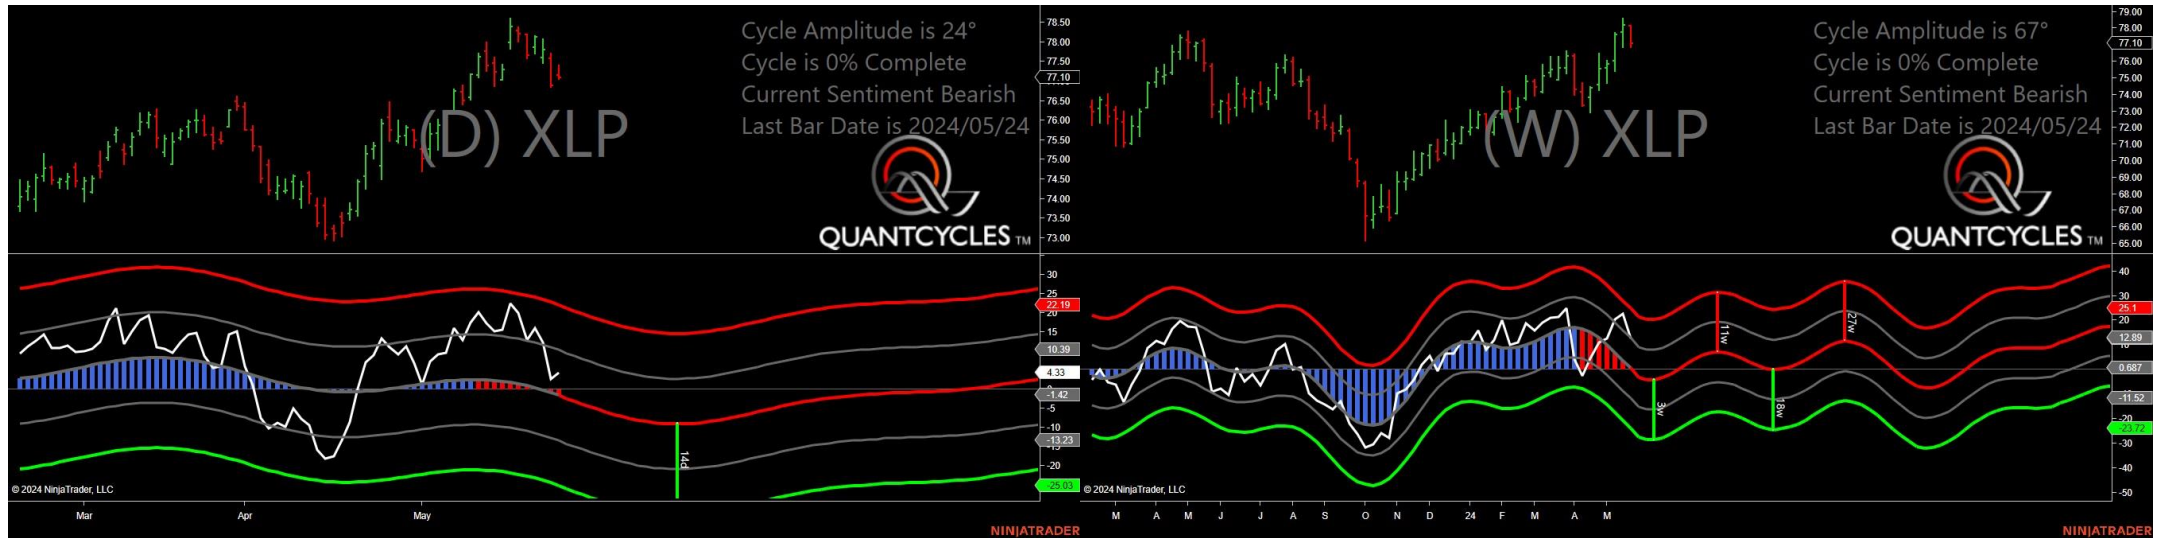 Cycle Amplitude is 24°
Cycle is 0% Complete
Current Sentiment Bearish
Last Bar Date is 2024/05/24
(D) XLP
QUANTCYCLES TM
78.50
78.00
77.50
77.10
76.50
76.00
75.50
75.00
74.50
74.00
73.50
73.00
30
25
22.19
20
15
10.39
4.33
-1.42
-5
-10
-13.23
-15
-20
-25.03
14d
© 2024 NinjaTrader, LLC
Mar
Apr
May
NINJATRADER
Cycle Amplitude is 67°
Cycle is 0% Complete
Current Sentiment Bearish
Last Bar Date is 2024/05/24
(W) XLP
QUANTCYCLES TM
79.00
78.00
77.10
76.00
75.00
74.00
73.00
72.00
71.00
70.00
69.00
68.00
67.00
66.00
65.00
40
30
25.1
20
12.89
0.687
-11.52
-20
-23.72
-30
-40
-50
3w
11w
18w
27w
© 2024 NinjaTrader, LLC
M A M J J A S O N D 24 F M A M
NINJATRADER